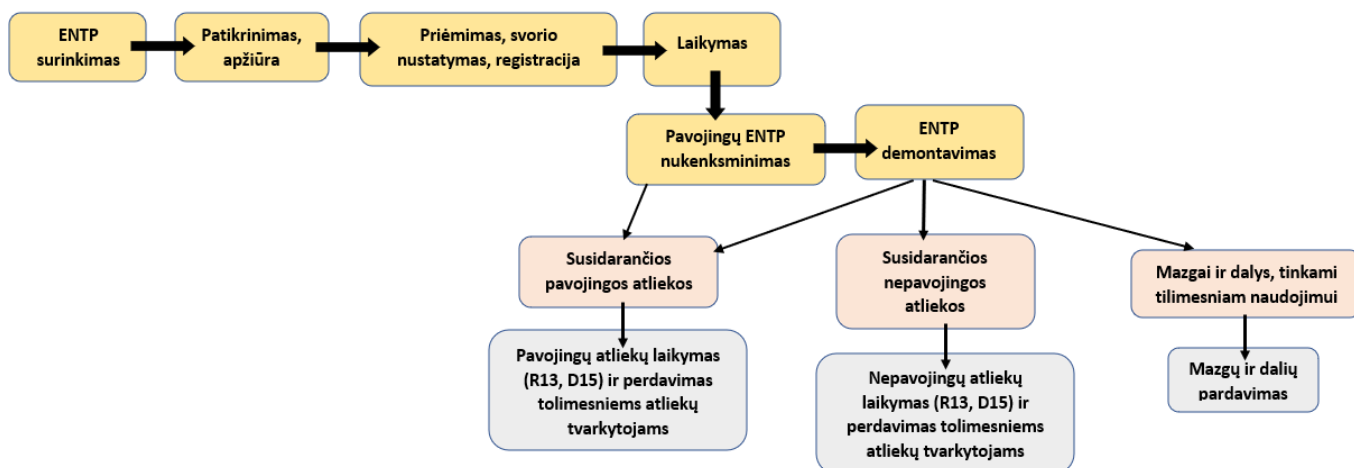 ENTP
surinkimas
Patikrinimas,
apžiūra
Priėmimas, svorio
nustatymas, registracija
Laikymas
Pavojingų ENTP
nukenksminimas
ENTP
demontavimas
Susidarančios
pavojingos atliekos
Susidarančios
nepavojingos
atliekos
Mazgai ir dalys, tinkami
tilimesniam naudojimui
Pavojingų atliekų laikymas
(R13, D15) ir perdavimas
tolimesniems atliekų
tvarkytojams
Nepavojingų atliekų
laikymas (R13, D15) ir
perdavimas tolimesniems
atliekų tvarkytojams
Mazgų ir dalių
pardavimas